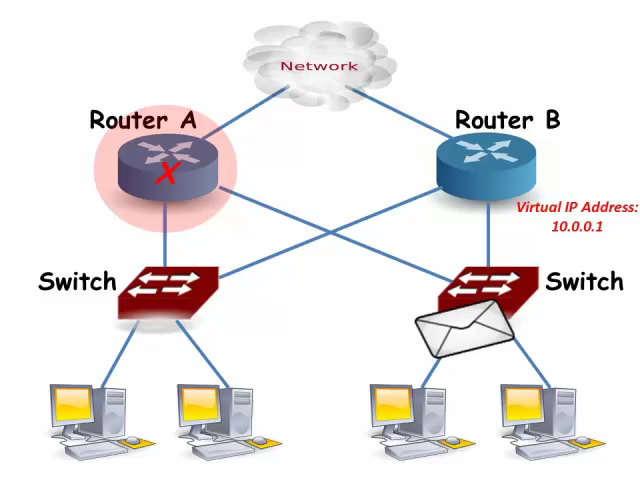 Network
Router A
Router B
X
Virtual IP Address:
10.0.0.1
Switch
Switch